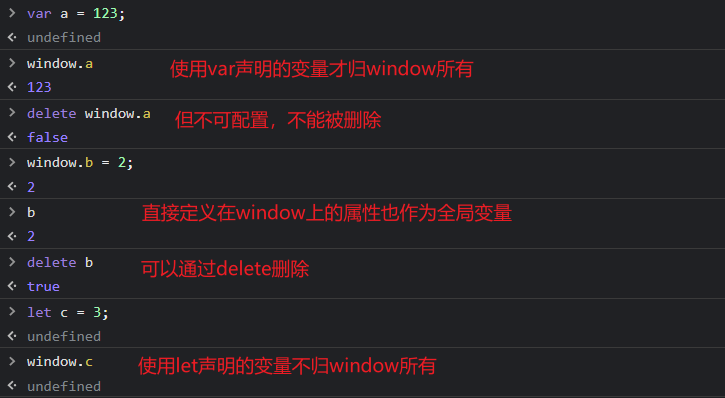 var a = 123;
undefined
window.a
使用var声明的变量才归window所有
123
delete window.a
但不可配置，不能被删除
false
window.b = 2;
2
b
直接定义在window上的属性也作为全局变量
2
delete b
可以通过delete删除
true
let c = 3;
undefined
window.c
使用let声明的变量不归window所有
undefined